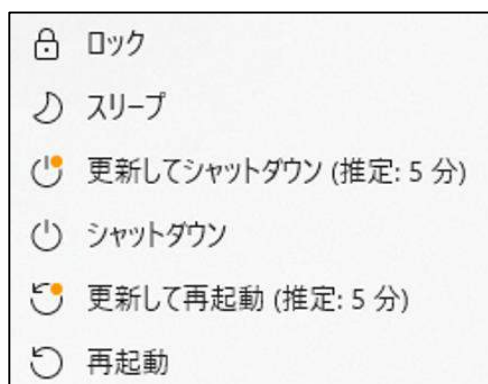 ロック
スリープ
更新してシャットダウン (推定: 5 分)
シャットダウン
更新して再起動 (推定: 5 分)
再起動